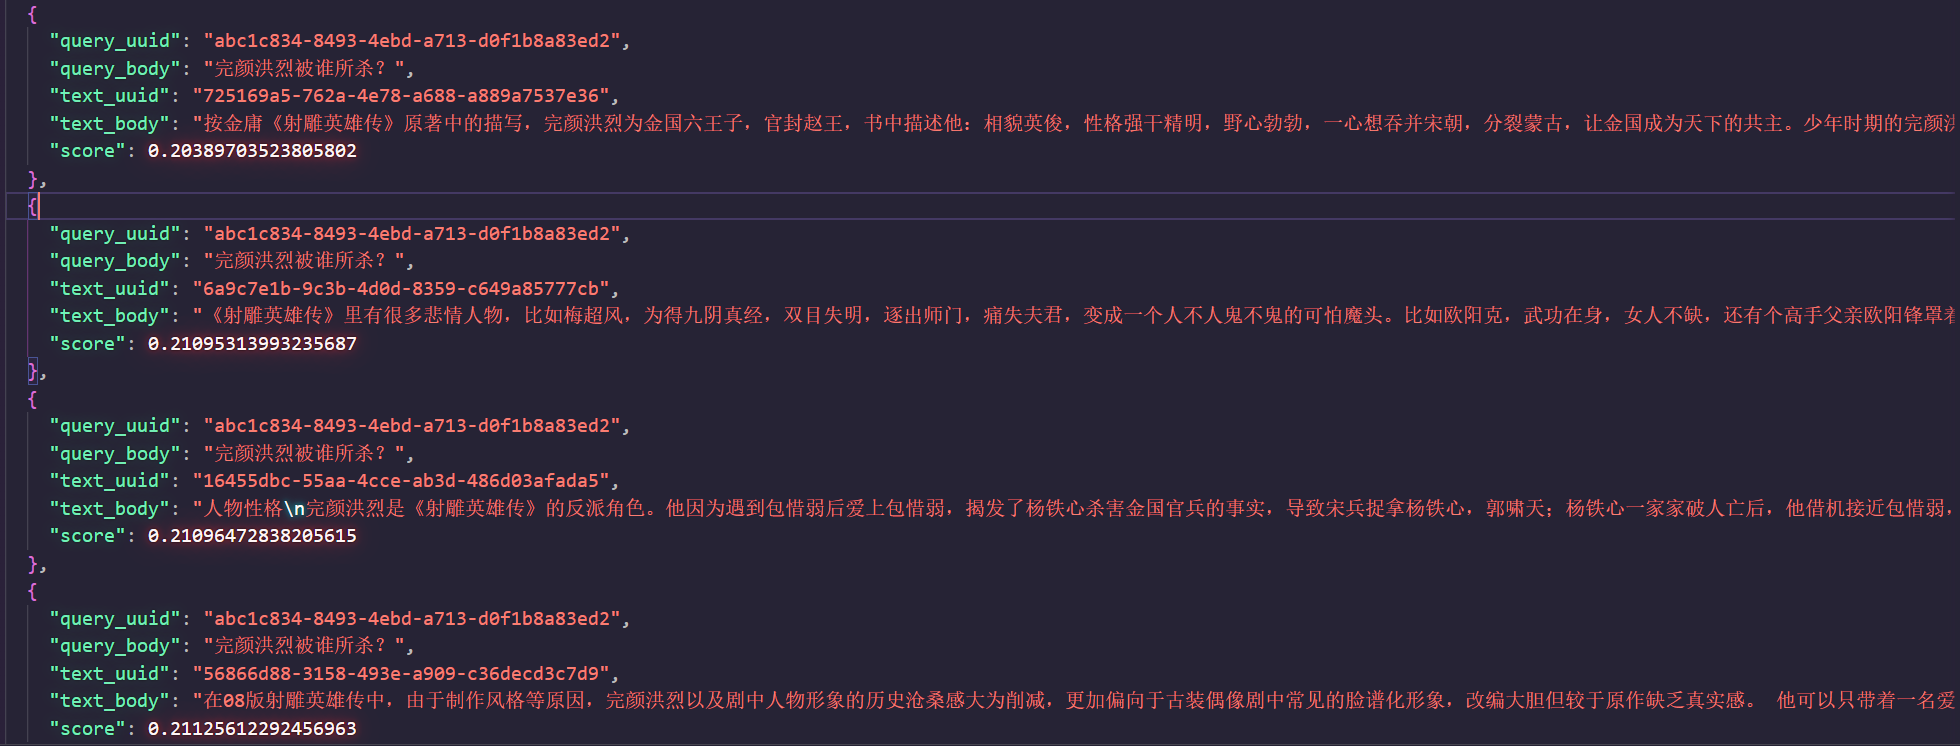 {
"query_uuid": "abc1c834-8493-4ebd-a713-d0f1b8a83ed2",
"query_body": "完颜洪烈被谁所杀？",
"text_uuid": "725169a5-762a-4e78-a688-a889a7537e36",
"text_body": "按金庸《射雕英雄传》原著中的描写，完颜洪烈为金国六王子，官封赵王，书中描述他：相貌英俊，性格强干精明，野心勃勃，一心想吞并宋朝，分裂蒙古，让金国成为天下的共主。少年时期的完颜洪
"score": 0.20389703523805802
},
{
"query_uuid": "abc1c834-8493-4ebd-a713-d0f1b8a83ed2",
"query_body": "完颜洪烈被谁所杀？",
"text_uuid": "6a9c7e1b-9c3b-4d0d-8359-c649a85777cb",
"text_body": "《射雕英雄传》里有很多悲情人物，比如梅超风，为得九阴真经，双目失明，逐出师门，痛失夫君，变成一个人不人鬼不鬼的可怕魔头。比如欧阳克，武功在身，女人不缺，还有个高手父亲欧阳锋罩着
"score": 0.21095313993235687
},
{
"query_uuid": "abc1c834-8493-4ebd-a713-d0f1b8a83ed2",
"query_body": "完颜洪烈被谁所杀？",
"text_uuid": "16455dbc-55aa-4cce-ab3d-486d03afada5",
"text_body": "人物性格\n完颜洪烈是《射雕英雄传》的反派角色。他因为遇到包惜弱后爱上包惜弱，揭发了杨铁心杀害金国官兵的事实，导致宋兵捉拿杨铁心，郭啸天；杨铁心一家家破人亡后，他借机接近包惜弱，
"score": 0.21096472838205615
},
{
"query_uuid": "abc1c834-8493-4ebd-a713-d0f1b8a83ed2",
"query_body": "完颜洪烈被谁所杀？",
"text_uuid": "56866d88-3158-493e-a909-c36decd3c7d9",
"text_body": "在08版射雕英雄传中，由于制作风格等原因，完颜洪烈以及剧中人物形象的历史沧桑感大为削减，更加偏向于古装偶像剧中常见的脸谱化形象，改编大胆但较于原作缺乏真实感。 他可以只带着一名爱
"score": 0.21125612292456963